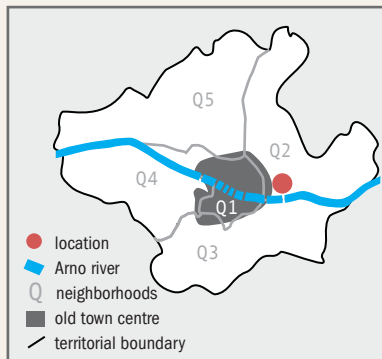 Q5
Q2
Q4
Q1
Q3
location
Arno river
Q neighborhoods
old town centre
territorial boundary